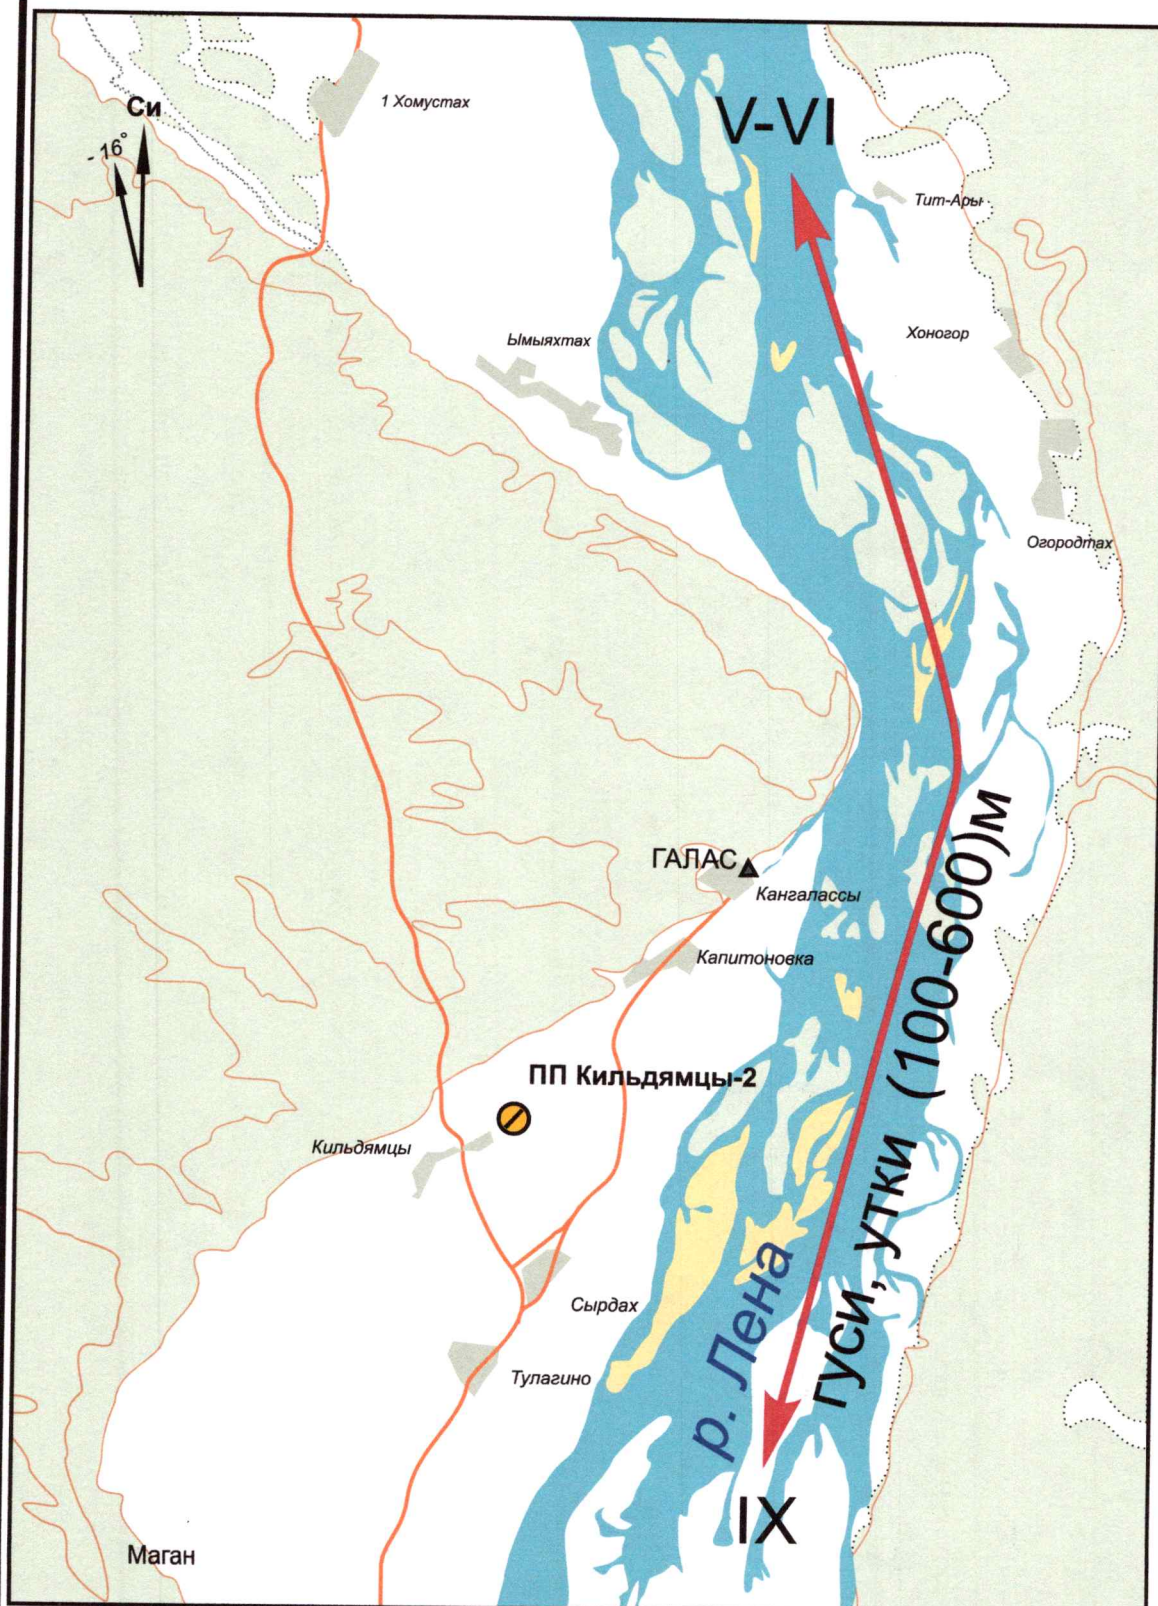 Си
-16°
1 Хомустах
V-VI
Тит-Ары
Ымыяхтах
Хоногор
Огородтах
ГАЛАС
Кангалассы
Капитоновка
ПП Кильдямцы-2
Кильдямцы
гуси, утки (100-600)м
р. Лена
Сырдах
Тулагино
IX
Маган